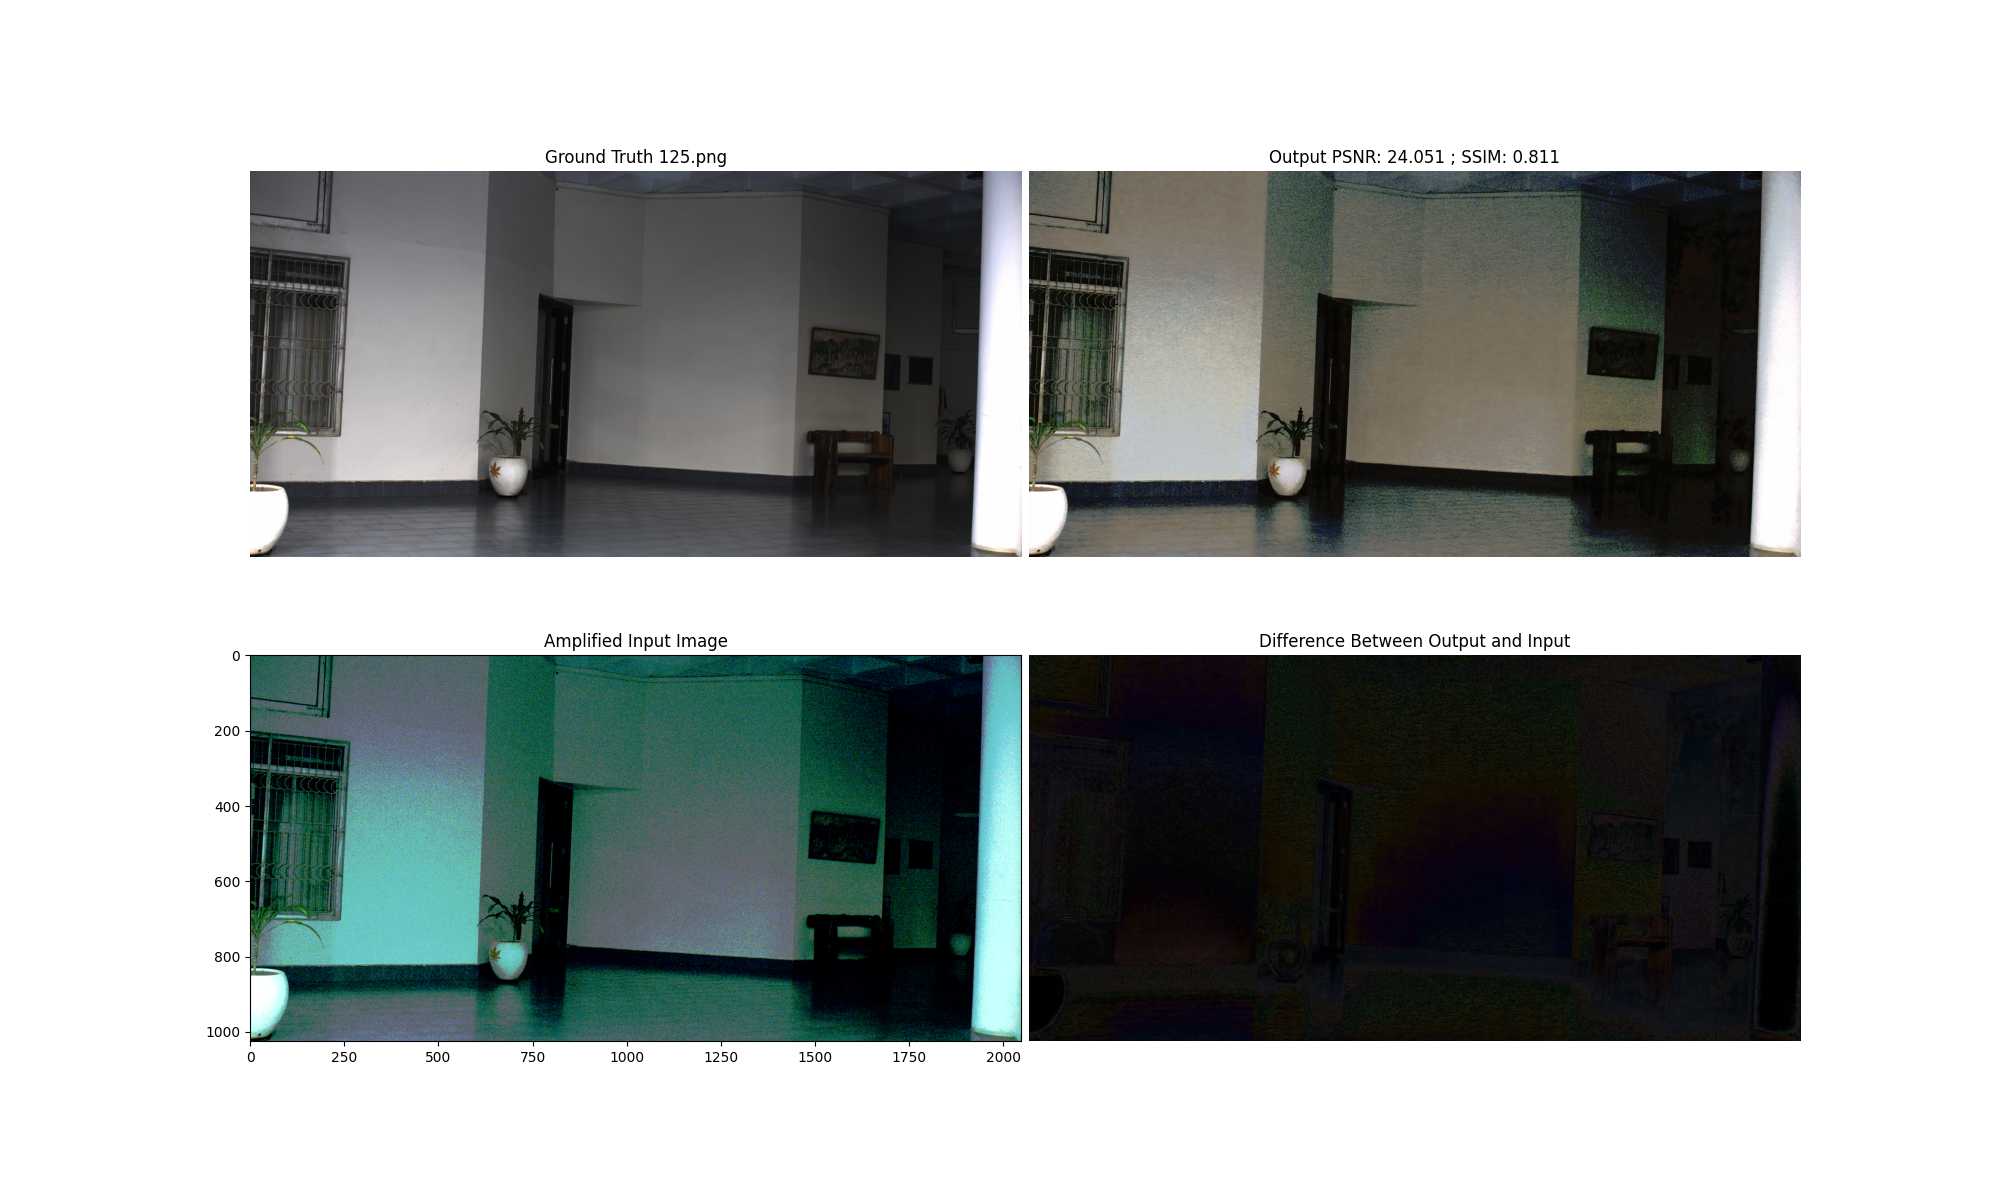 Ground Truth 125.png
Output PSNR: 24.051 ; SSIM: 0.811
Amplified Input Image
Difference Between Output and Input
0
200
400
600
800
1000
0 250 500 750 1000 1250 1500 1750 2000